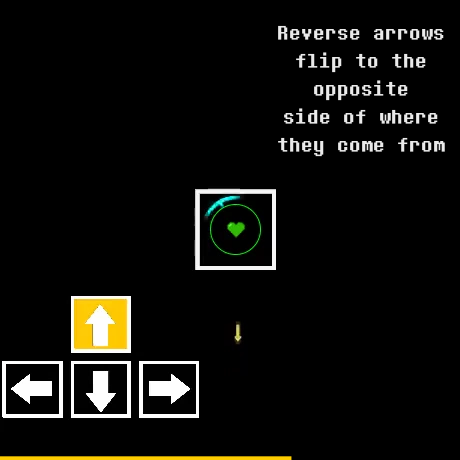 Reverse arrows
flip to the
opposite
side of where
they come from